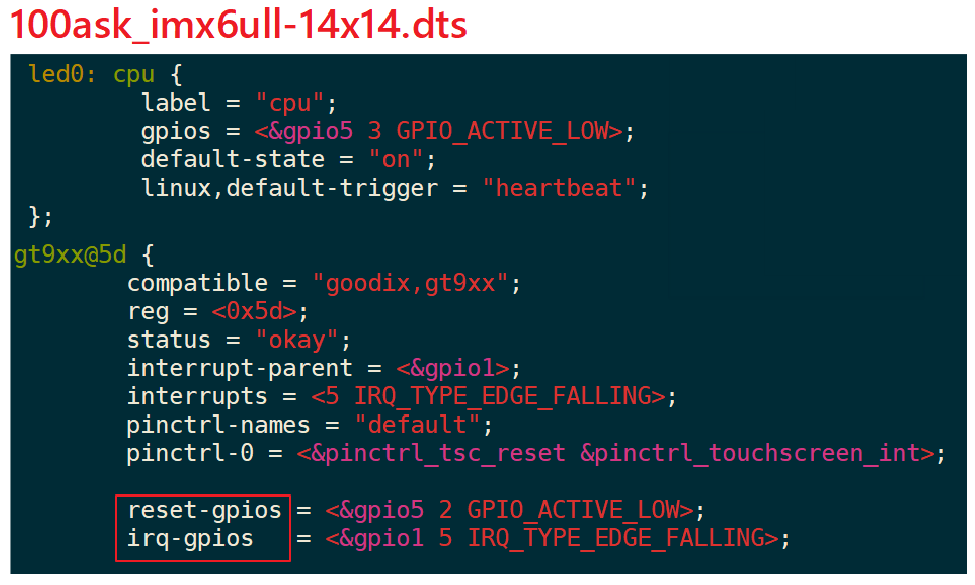 100ask_imx6ull-14x14.dts
led0: cpu {
label = "cpu";
gpios = <&gpio5 3 GPIO_ACTIVE_LOW>;
default-state = "on";
linux,default-trigger = "heartbeat";
};
gt9xx@5d {
compatible = "goodix,gt9xx";
reg = <0x5d>;
status = "okay";
interrupt-parent = <&gpio1>;
interrupts = <5 IRQ_TYPE_EDGE_FALLING>;
pinctrl-names = "default";
pinctrl-0 = <&pinctrl_tsc_reset &pinctrl_touchscreen_int>;
reset-gpios = <&gpio5 2 GPIO_ACTIVE_LOW>;
irq-gpios = <&gpio1 5 IRQ_TYPE_EDGE_FALLING>;